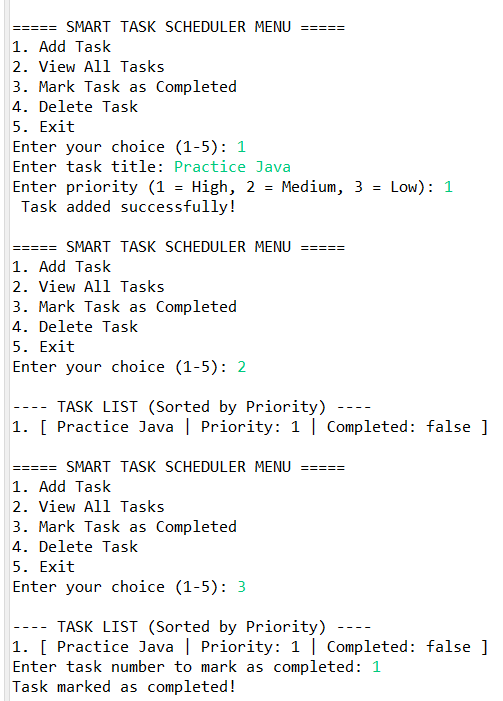 ===== SMART TASK SCHEDULER MENU =====
1. Add Task
2. View All Tasks
3. Mark Task as Completed
4. Delete Task
5. Exit
Enter your choice (1-5): 1
Enter task title: Practice Java
Enter priority (1 = High, 2 = Medium, 3 = Low): 1
 Task added successfully!

===== SMART TASK SCHEDULER MENU =====
1. Add Task
2. View All Tasks
3. Mark Task as Completed
4. Delete Task
5. Exit
Enter your choice (1-5): 2

---- TASK LIST (Sorted by Priority) ----
1. [ Practice Java | Priority: 1 | Completed: false ]

===== SMART TASK SCHEDULER MENU =====
1. Add Task
2. View All Tasks
3. Mark Task as Completed
4. Delete Task
5. Exit
Enter your choice (1-5): 3

---- TASK LIST (Sorted by Priority) ----
1. [ Practice Java | Priority: 1 | Completed: false ]
Enter task number to mark as completed: 1
Task marked as completed!